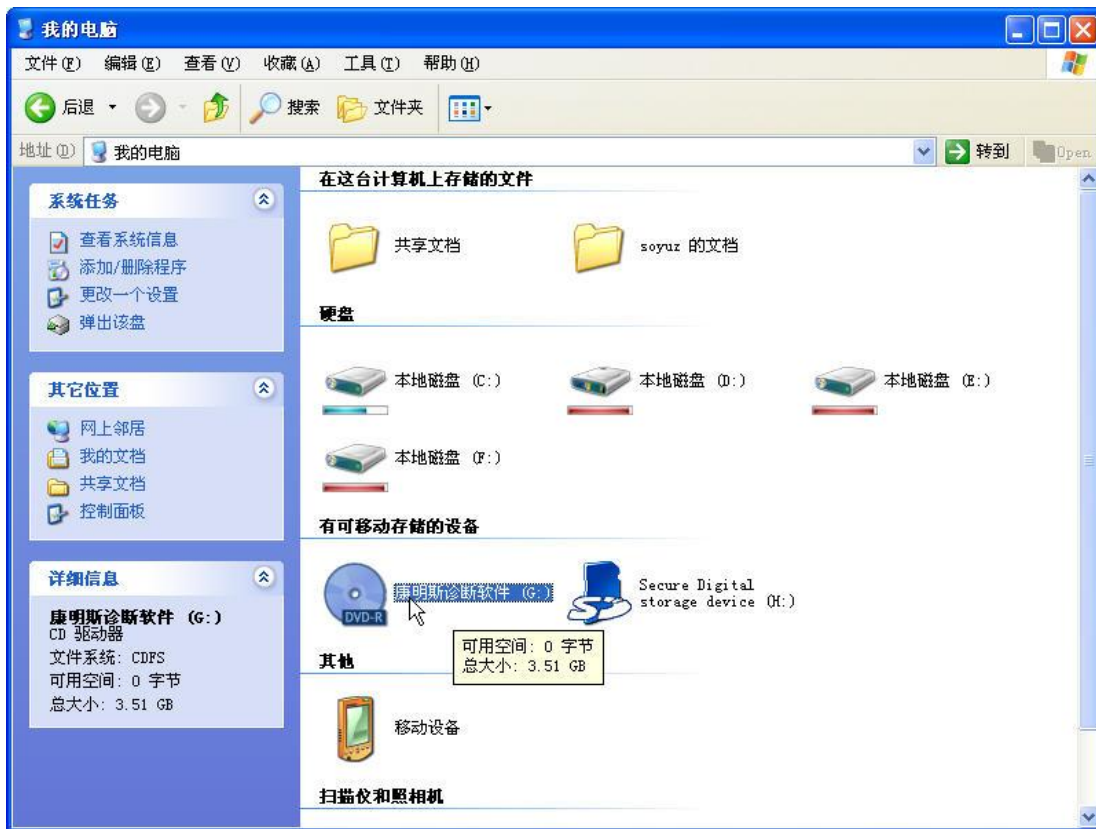 我的电脑
文件(F) 编辑(E) 查看(V) 收藏(A) 工具(T) 帮助(H)
后退 搜索 文件夹
地址(D) 我的电脑 转到 Open
系统任务
查看系统信息
添加/删除程序
更改一个设置
弹出该盘
其它位置
网上邻居
我的文档
共享文档
控制面板
详细信息
康明斯诊断软件 (G:)
CD 驱动器
文件系统: CDFS
可用空间: 0 字节
总大小: 3.51 GB
在这台计算机上存储的文件
共享文档 soyuz 的文档
硬盘
本地磁盘 (C:) 本地磁盘 (D:) 本地磁盘 (E:)
本地磁盘 (F:)
有可移动存储的设备
DVD-R
康明斯诊断软件 (G:)
Secure Digital
storage device (H:)
可用空间: 0 字节
总大小: 3.51 GB
其他
移动设备
扫描仪和照相机